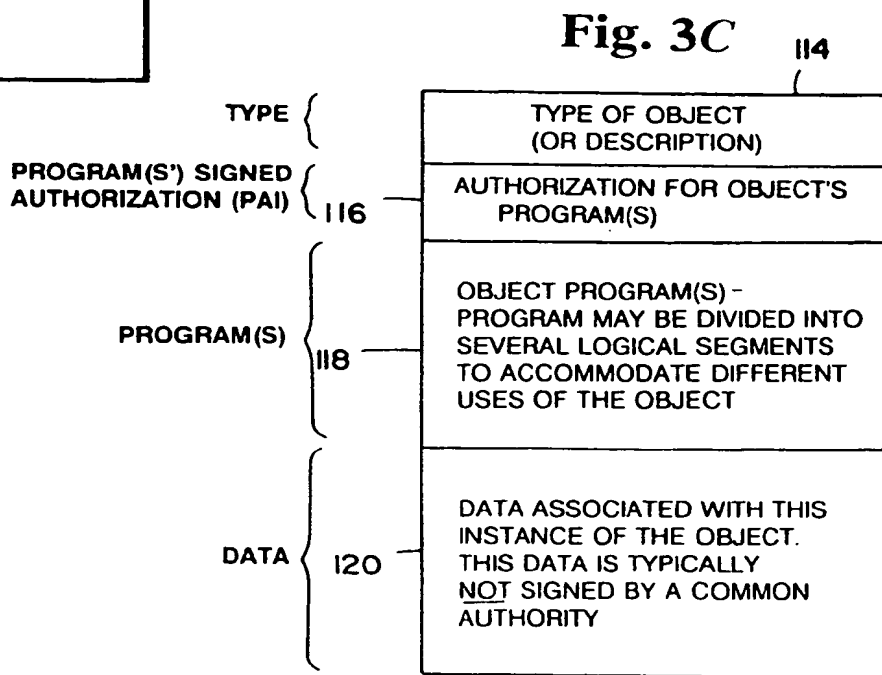 Fig. 3C
114
TYPE
TYPE OF OBJECT
(OR DESCRIPTION)
PROGRAM(S') SIGNED
AUTHORIZATION (PAI)
116
AUTHORIZATION FOR OBJECT'S
PROGRAM(S)
PROGRAM(S)
118
OBJECT PROGRAM(S) -
PROGRAM MAY BE DIVIDED INTO
SEVERAL LOGICAL SEGMENTS
TO ACCOMMODATE DIFFERENT
USES OF THE OBJECT
DATA
120
DATA ASSOCIATED WITH THIS
INSTANCE OF THE OBJECT.
THIS DATA IS TYPICALLY
NOT SIGNED BY A COMMON
AUTHORITY